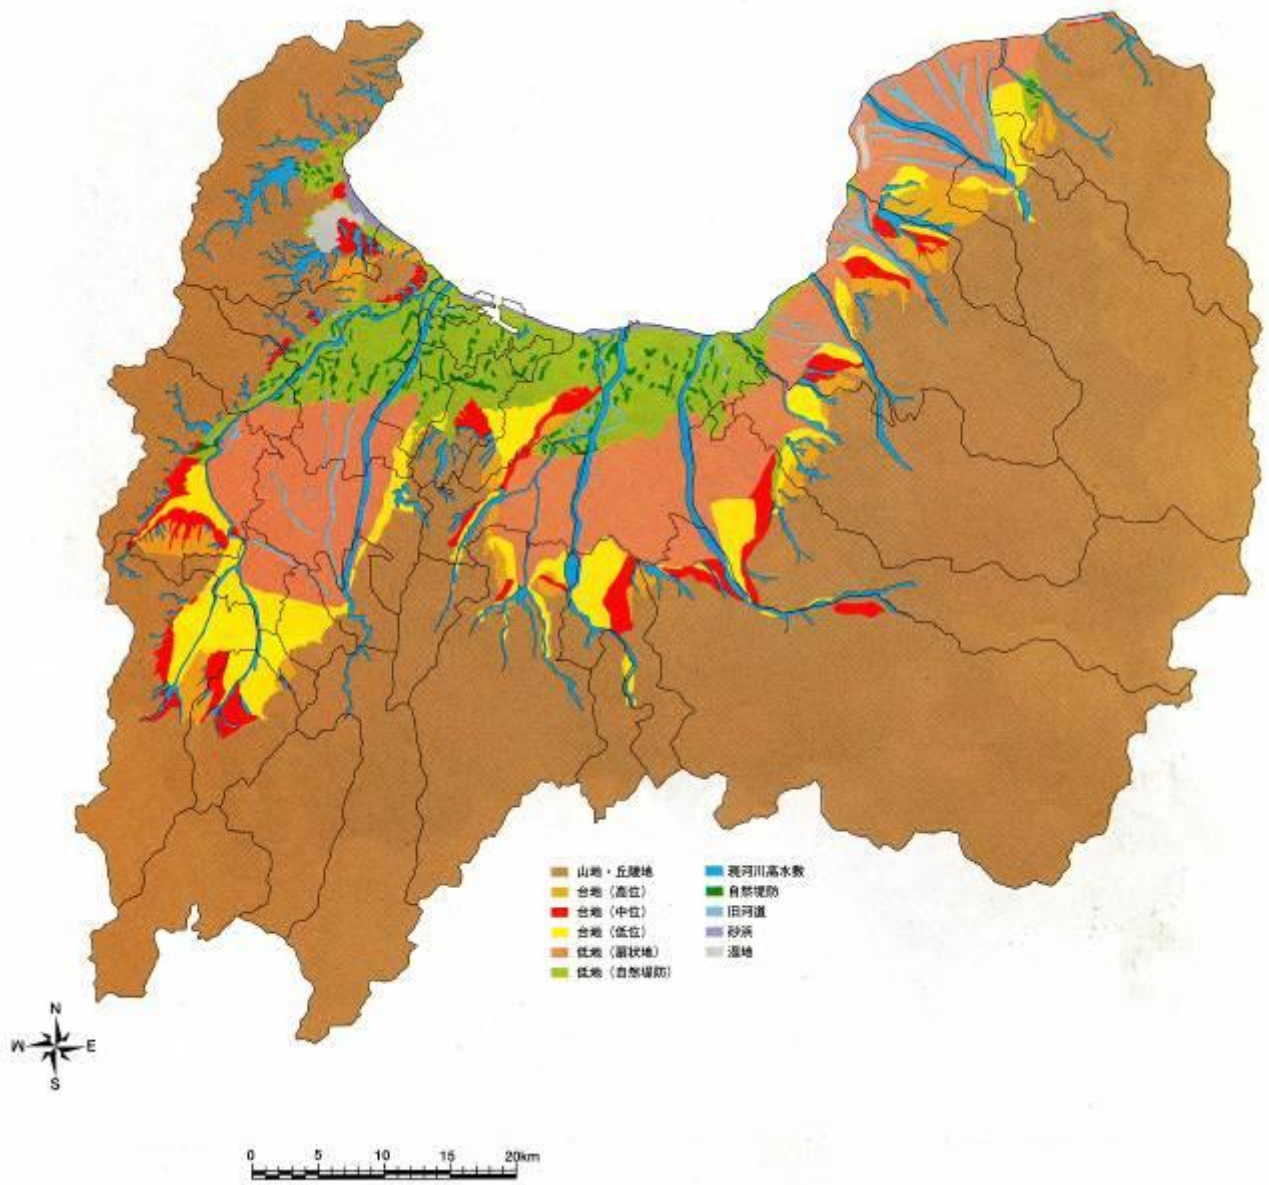 山地・丘陵地
台地（高位）
台地（中位）
台地（低位）
低地（扇状地）
低地（自然堤防）
現河川高水敷
自然堤防
旧河道
砂浜
湿地
N
W E
S
0 5 10 15 20km